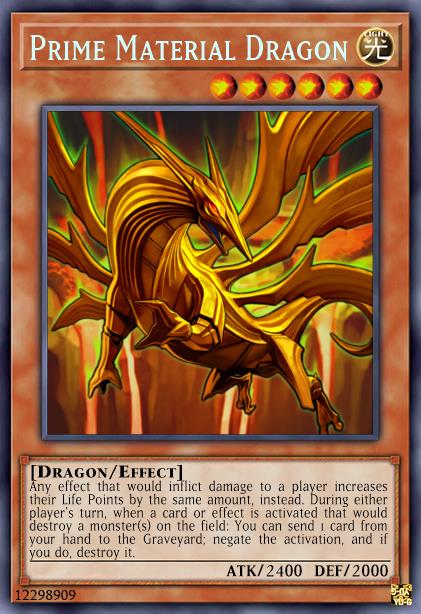 PRIME MATERIAL DRAGON
LIGHT
光
[DRAGON/EFFECT]
Any effect that would inflict damage to a player increases
their Life Points by the same amount, instead. During either
player's turn, when a card or effect is activated that would
destroy a monster(s) on the field: You can send 1 card from
your hand to the Graveyard; negate the activation, and if
you do, destroy it.
ATK/2400 DEF/2000
12298909